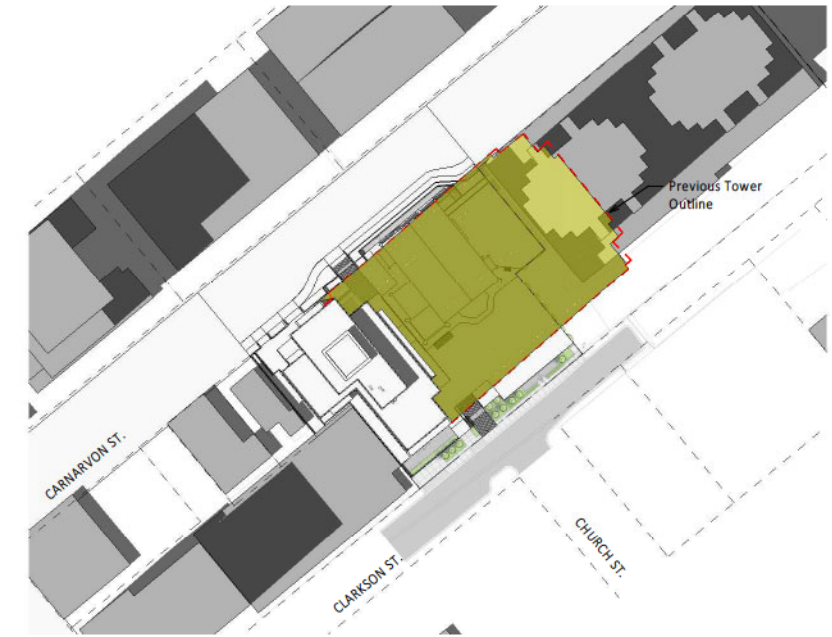 Previous Tower
Outline
CARNARVON ST.
CLARKSON ST.
CHURCH ST.